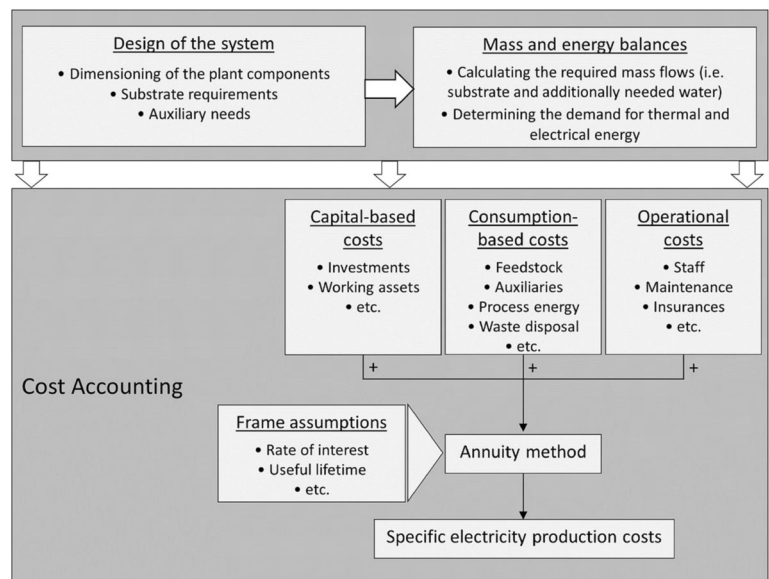 Design of the system
• Dimensioning of the plant components
• Substrate requirements
• Auxiliary needs
Mass and energy balances
• Calculating the required mass flows (i.e.
substrate and additionally needed water)
• Determining the demand for thermal and
electrical energy
Capital-based
costs
• Investments
• Working assets
• etc.
Consumption-
based costs
• Feedstock
• Auxiliaries
• Process energy
• Waste disposal
• etc.
Operational
costs
• Staff
• Maintenance
• Insurances
• etc.
+
+
+
Cost Accounting
Frame assumptions
• Rate of interest
• Useful lifetime
• etc.
Annuity method
Specific electricity production costs